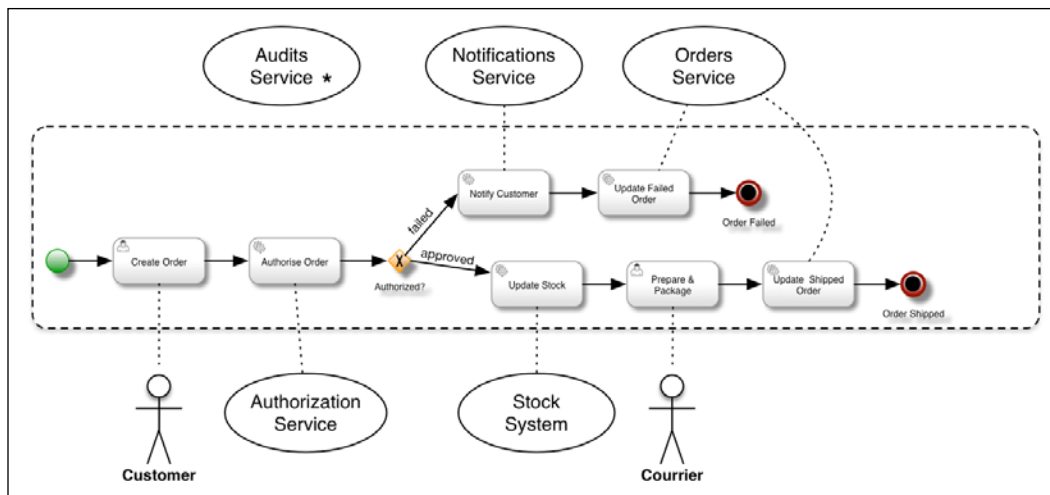 Audits
Service *
Notifications
Service
Orders
Service
Notify Customer
Update Failed
Order
Order Failed
failed
approved
Create Order
Authorise Order
X
Authorized?
Update Stock
Prepare &
Package
Update Shipped
Order
Order Shipped
Authorization
Service
Stock
System
Customer
Courrier